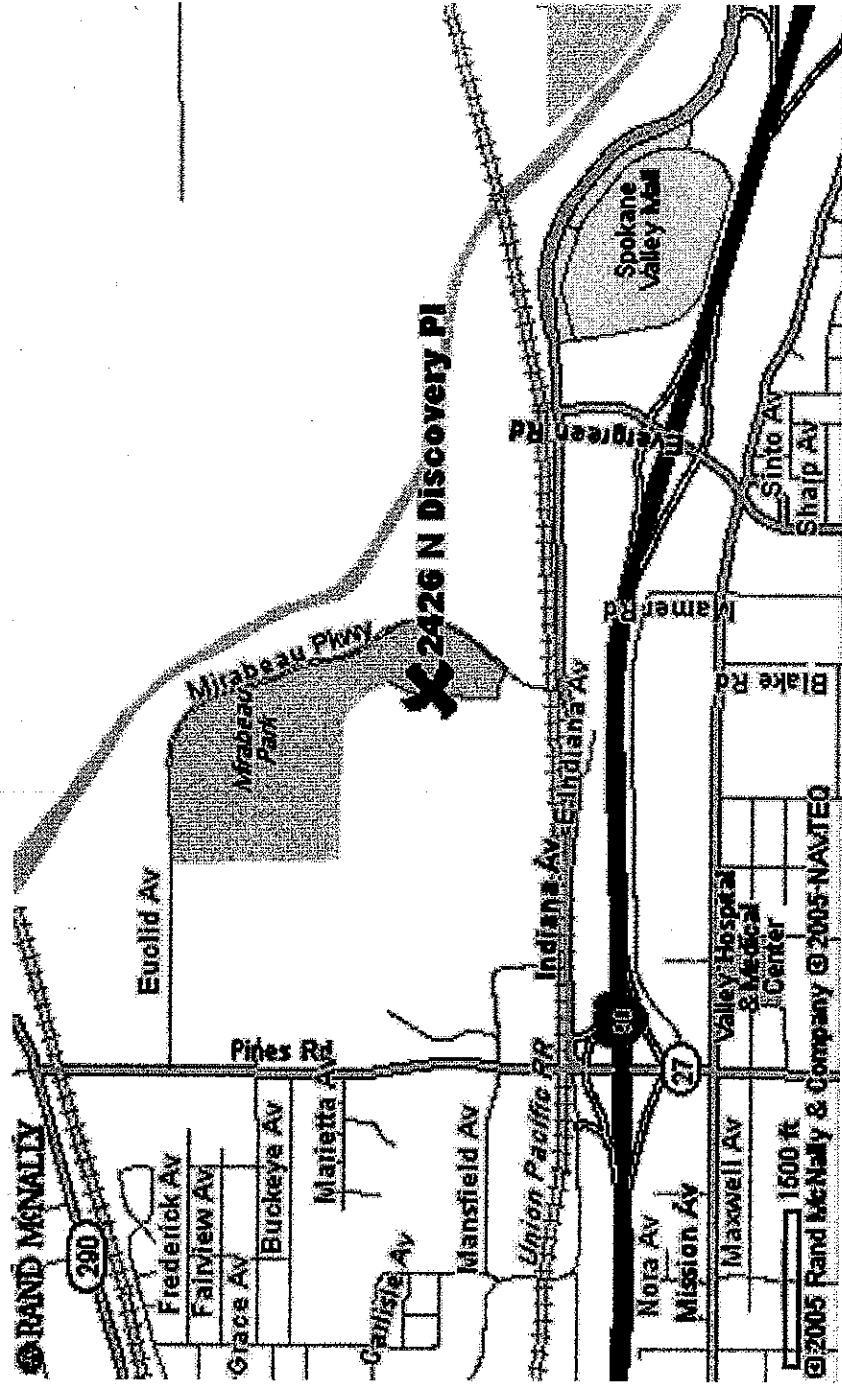 RAND MCNALLY
290
Frederick Av
Fairview Av
Grace Av
Buckeye Av
Marietta Av
Euclid Av
Pines Rd
Mirabeau Pkwy
Mirabeau
Park
2426 N Discovery Pl
Carlisle Av
Mansfield Av
Union Pacific RR
Indiana Av
E Indiana Av
Evergreen Rd
Spokane
Valley Mall
90
27
Nora Av
Mission Av
Maxwell Av
Valley Hospital
& Medical
Center
Mamer Rd
Blake Rd
Sinto Av
Sharp Av
1500 ft
©2005 Rand McNally & Company ©2005 NAVTEQ